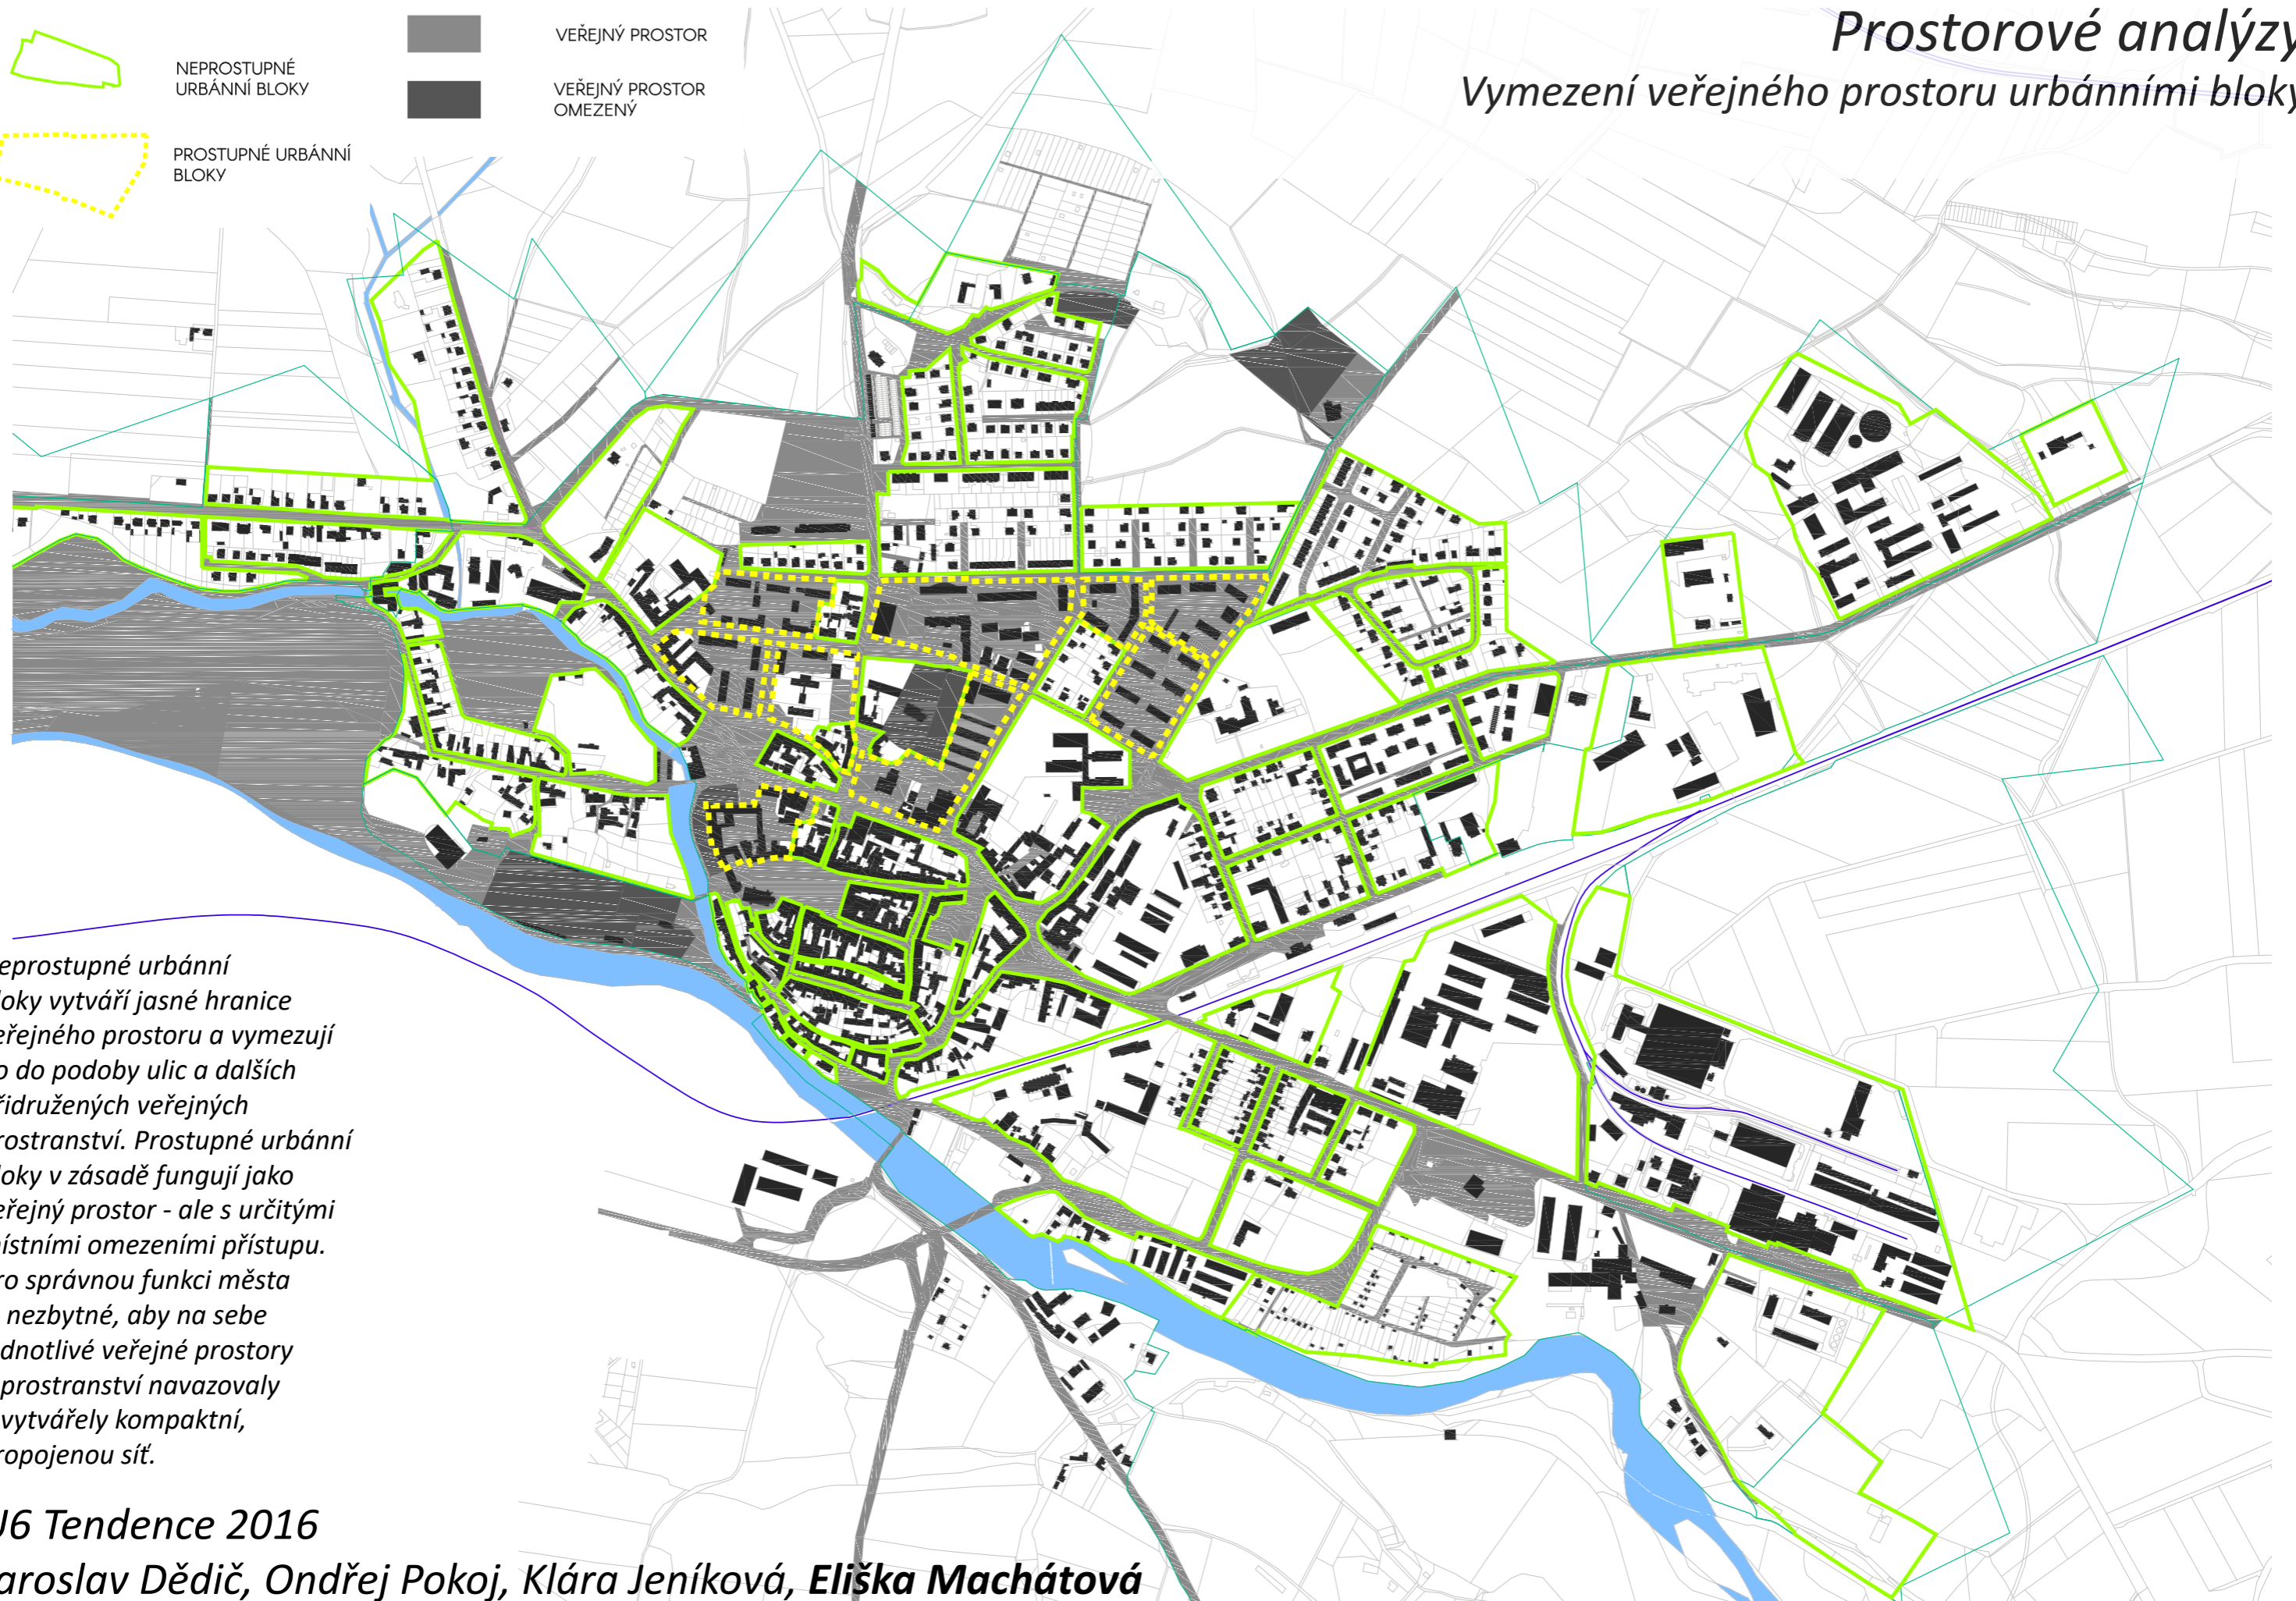 Prostorové analýzy
Vymezení veřejného prostoru urbánními bloky
NEPROSTUPNÉ
URBÁNNÍ BLOKY
PROSTUPNÉ URBÁNNÍ
BLOKY
VEŘEJNÝ PROSTOR
VEŘEJNÝ PROSTOR
OMEZENÝ
eprostupné urbánní
loky vytváří jasné hranice
eřejného prostoru a vymezují
o do podoby ulic a dalších
řidružených veřejných
rostranství. Prostupné urbánní
loky v zásadě fungují jako
eřejný prostor - ale s určitými
ístními omezeními přístupu.
ro správnou funkci města
nezbytné, aby na sebe
dnotlivé veřejné prostory
prostranství navazovaly
vytvářely kompaktní,
ropojenou síť.
U6 Tendence 2016
aroslav Dědič, Ondřej Pokoj, Klára Jeníková, Eliška Machátová